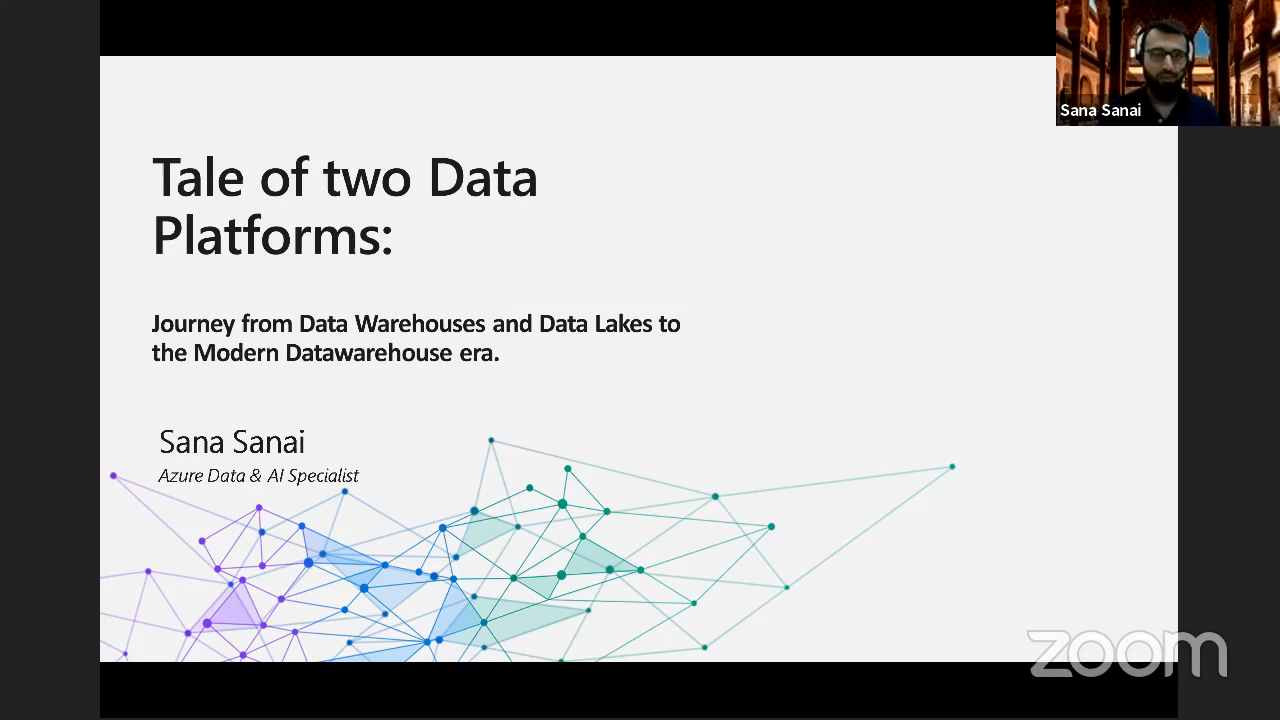 Sana Sanai
Tale of two Data
Platforms:
Journey from Data Warehouses and Data Lakes to
the Modern Datawarehouse era.
Sana Sanai
Azure Data & AI Specialist
zoom